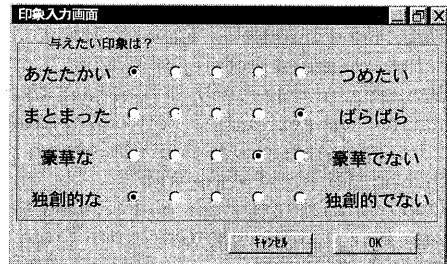 印象入力画面
与えたい印象は？
あたたかい つめたい
まとまった ばらばら
豪華な 豪華でない
独創的な 独創的でない
ｷｬﾝｾﾙ OK